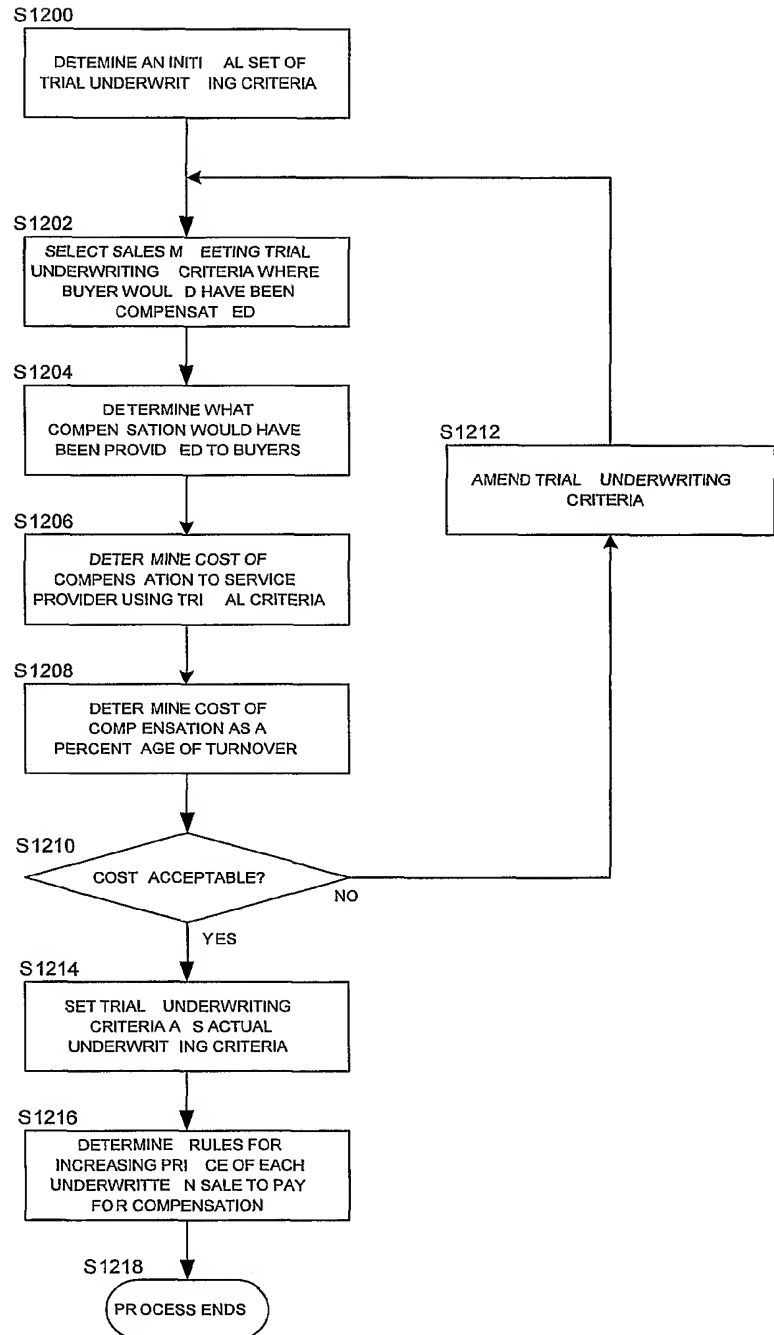 S1200
DETEMINE AN INITI AL SET OF
TRIAL UNDERWRIT ING CRITERIA
S1202
SELECT SALES M EETING TRIAL
UNDERWRITING CRITERIA WHERE
BUYER WOUL D HAVE BEEN
COMPENSAT ED
S1204
DETERMINE WHAT
COMPEN SATION WOULD HAVE
BEEN PROVID ED TO BUYERS
S1212
AMEND TRIAL UNDERWRITING
CRITERIA
S1206
DETER MINE COST OF
COMPENS ATION TO SERVICE
PROVIDER USING TRI AL CRITERIA
S1208
DETER MINE COST OF
COMP ENSATION AS A
PERCENT AGE OF TURNOVER
S1210
COST ACCEPTABLE?
NO
YES
S1214
SET TRIAL UNDERWRITING
CRITERIA A S ACTUAL
UNDERWRIT ING CRITERIA
S1216
DETERMINE RULES FOR
INCREASING PRI CE OF EACH
UNDERWRITTE N SALE TO PAY
FOR COMPENSATION
S1218
PROCESS ENDS